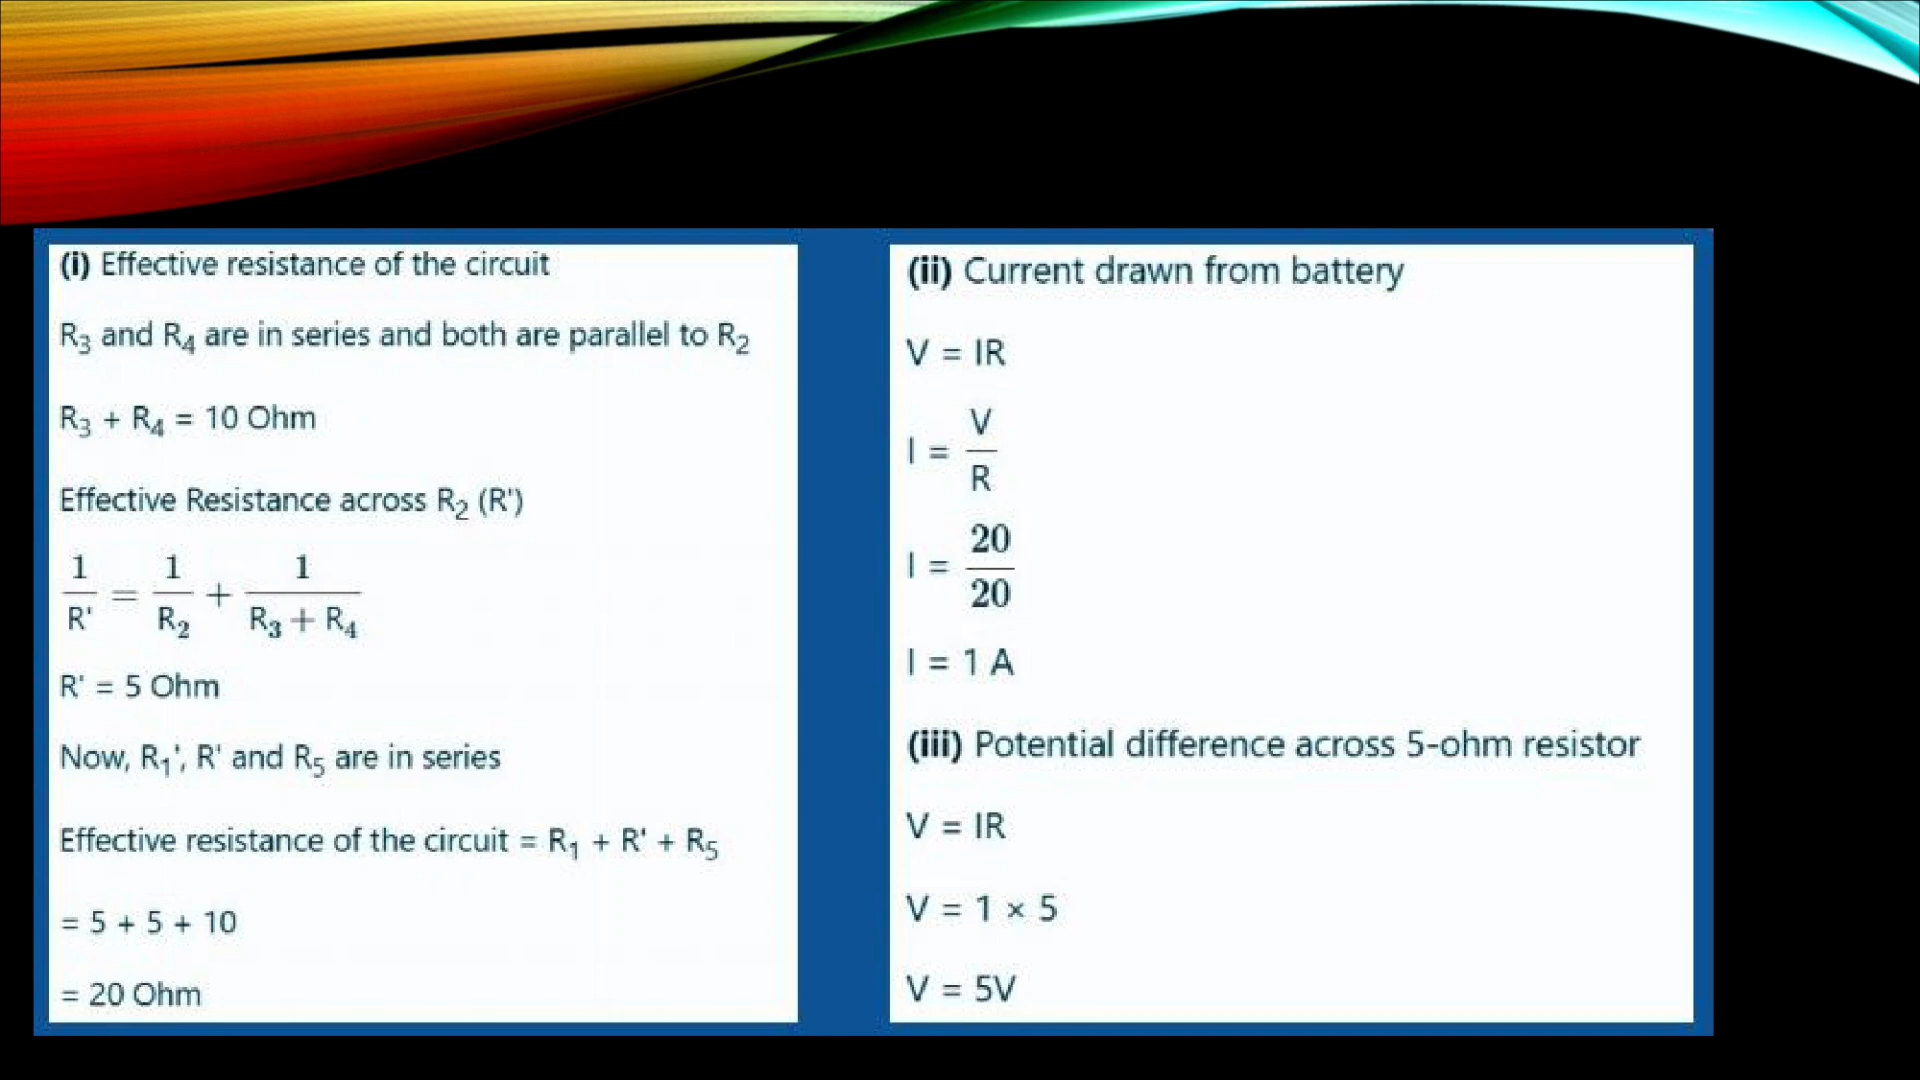 (i) Effective resistance of the circuit
R₃ and R₄ are in series and both are parallel to R₂
R₃ + R₄ = 10 Ohm
Effective Resistance across R₂ (R')
1/R' = 1/R₂ + 1/(R₃ + R₄)
R' = 5 Ohm
Now, R₁', R' and R₅ are in series
Effective resistance of the circuit = R₁ + R' + R₅
= 5 + 5 + 10
= 20 Ohm
(ii) Current drawn from battery
V = IR
I = V/R
I = 20/20
I = 1 A
(iii) Potential difference across 5-ohm resistor
V = IR
V = 1 × 5
V = 5V